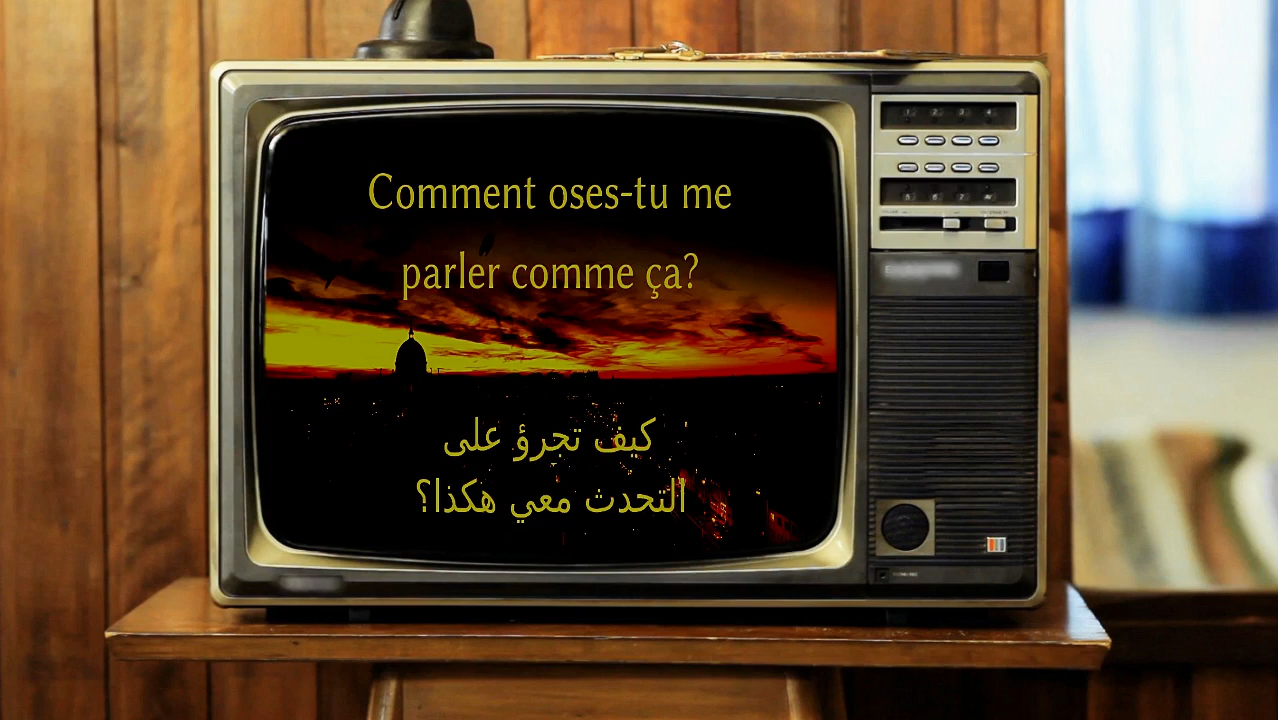 Comment oses-tu me
parler comme ça?
كيف تجرؤ على
التحدث معي هكذا؟